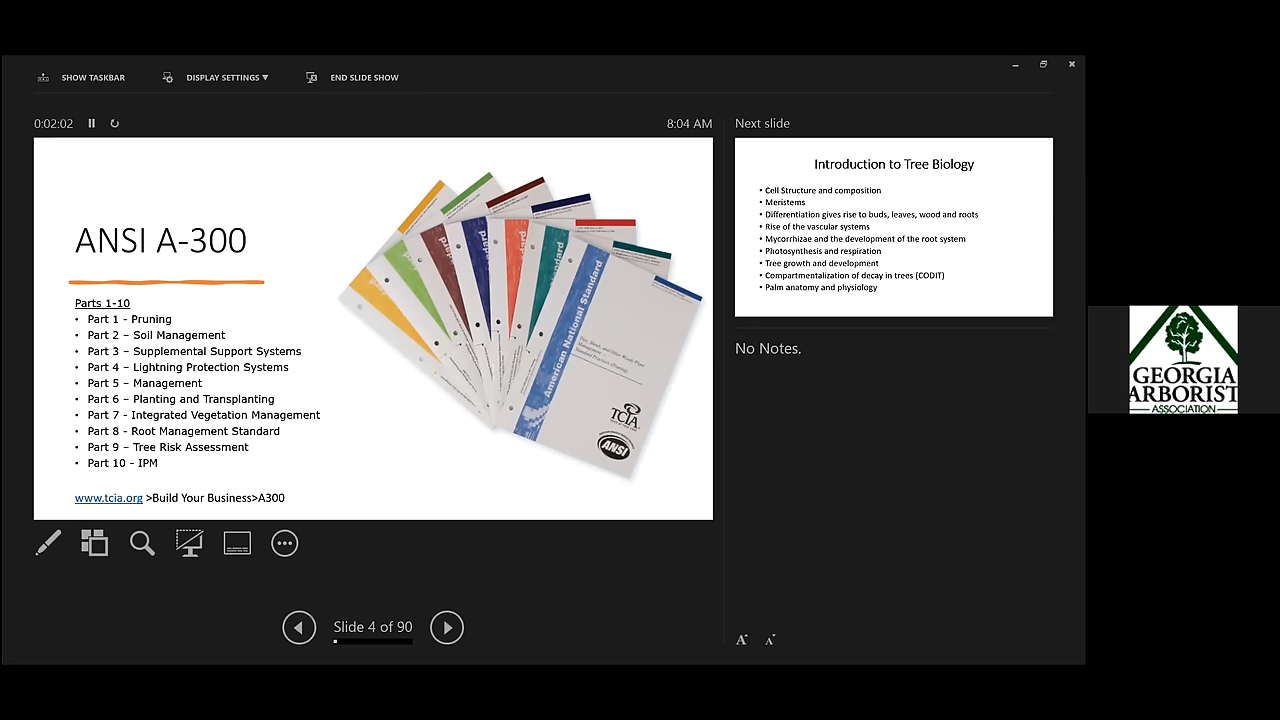 SHOW TASKBAR
DISPLAY SETTINGS ▼
END SLIDE SHOW
0:02:02
8:04 AM
ANSI A-300
Parts 1-10
• Part 1 - Pruning
• Part 2 – Soil Management
• Part 3 – Supplemental Support Systems
• Part 4 – Lightning Protection Systems
• Part 5 – Management
• Part 6 – Planting and Transplanting
• Part 7 - Integrated Vegetation Management
• Part 8 - Root Management Standard
• Part 9 – Tree Risk Assessment
• Part 10 - IPM
www.tcia.org >Build Your Business>A300
American National Standard
TCIA
ANSI
Slide 4 of 90
Next slide
Introduction to Tree Biology
• Cell Structure and composition
• Meristems
• Differentiation gives rise to buds, leaves, wood and roots
• Rise of the vascular systems
• Mycorrhizae and the development of the root system
• Photosynthesis and respiration
• Tree growth and development
• Compartmentalization of decay in trees (CODIT)
• Palm anatomy and physiology
No Notes.
A A
GEORGIA
ARBORIST
ASSOCIATION